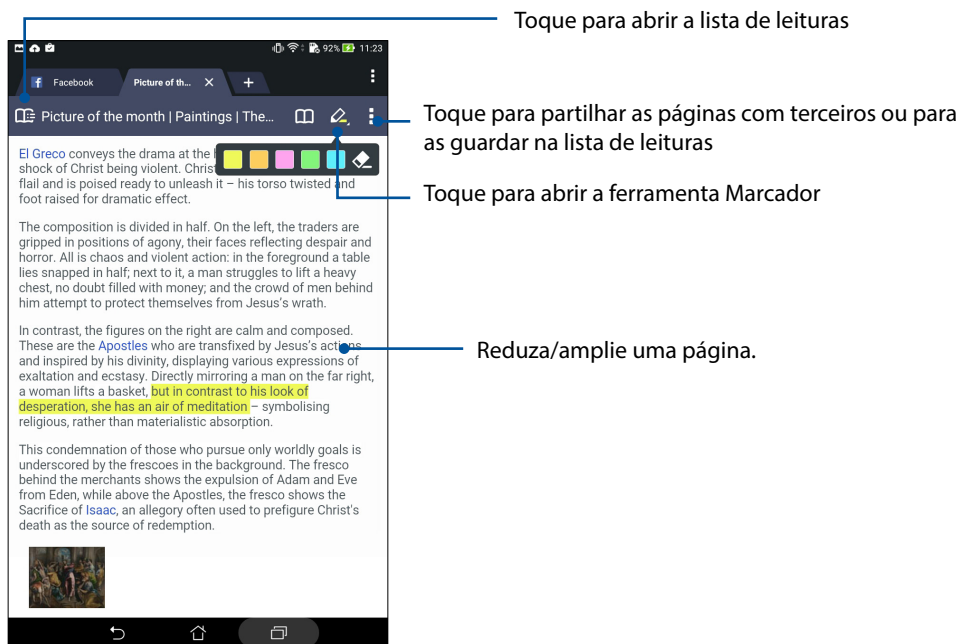 Toque para abrir a lista de leituras
92% 11:23
Facebook
Picture of th...
Picture of the month | Paintings | The...
Toque para partilhar as páginas com terceiros ou para
as guardar na lista de leituras
Toque para abrir a ferramenta Marcador
El Greco conveys the drama at the
shock of Christ being violent. Christ
flail and is poised ready to unleash it – his torso twisted and
foot raised for dramatic effect.
The composition is divided in half. On the left, the traders are
gripped in positions of agony, their faces reflecting despair and
horror. All is chaos and violent action: in the foreground a table
lies snapped in half; next to it, a man struggles to lift a heavy
chest, no doubt filled with money; and the crowd of men behind
him attempt to protect themselves from Jesus's wrath.
In contrast, the figures on the right are calm and composed.
These are the Apostles who are transfixed by Jesus's actions
and inspired by his divinity, displaying various expressions of
exaltation and ecstasy. Directly mirroring a man on the far right,
a woman lifts a basket, but in contrast to his look of
desperation, she has an air of meditation – symbolising
religious, rather than materialistic absorption.
Reduza/amplie uma página.
This condemnation of those who pursue only worldly goals is
underscored by the frescoes in the background. The fresco
behind the merchants shows the expulsion of Adam and Eve
from Eden, while above the Apostles, the fresco shows the
Sacrifice of Isaac, an allegory often used to prefigure Christ's
death as the source of redemption.